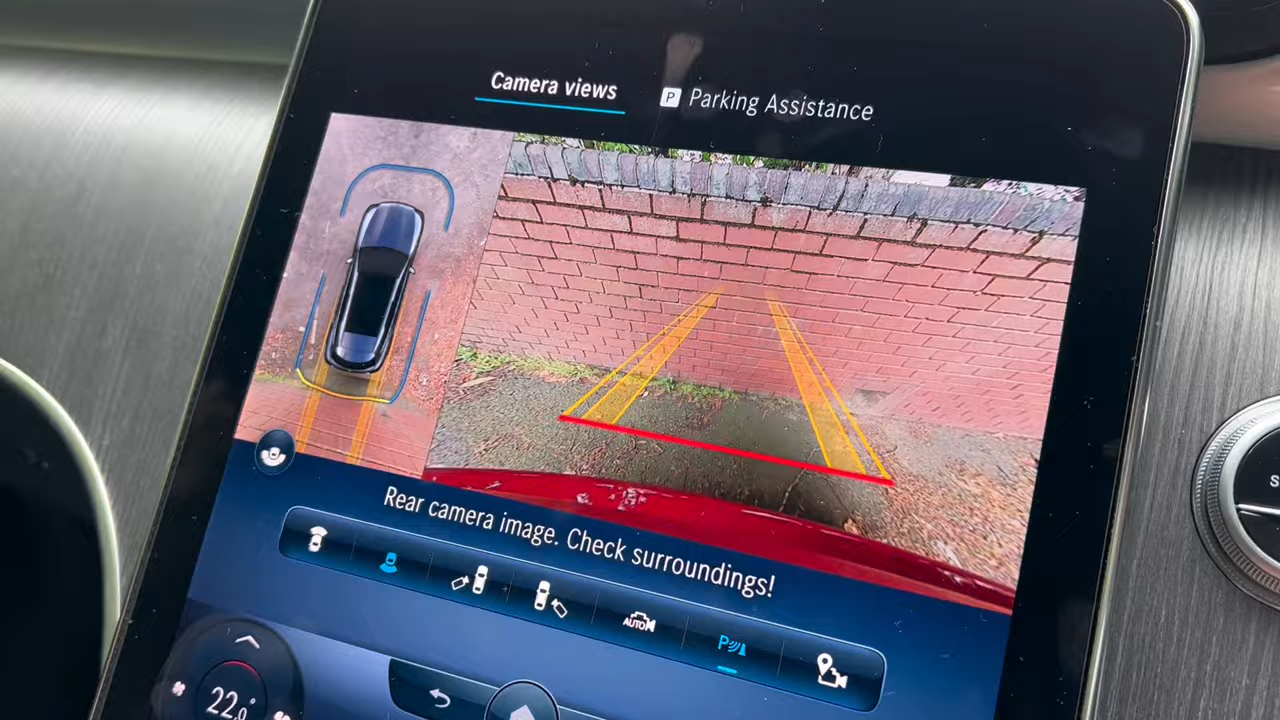 Camera views
P Parking Assistance
Rear camera image. Check surroundings!
AUTO
P
22.0
S